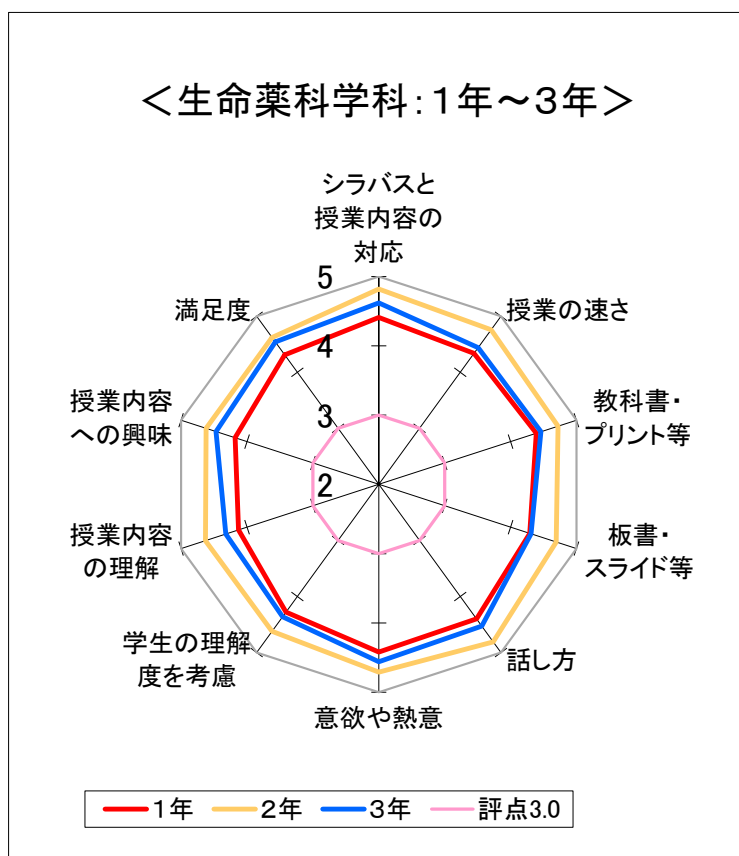 ＜生命薬科学科：１年～３年＞
シラバスと
授業内容の
対応
授業の速さ
教科書・
プリント等
板書・
スライド等
話し方
意欲や熱意
学生の理解
度を考慮
授業内容
の理解
授業内容
への興味
満足度
5
4
3
2
１年
２年
３年
評点3.0